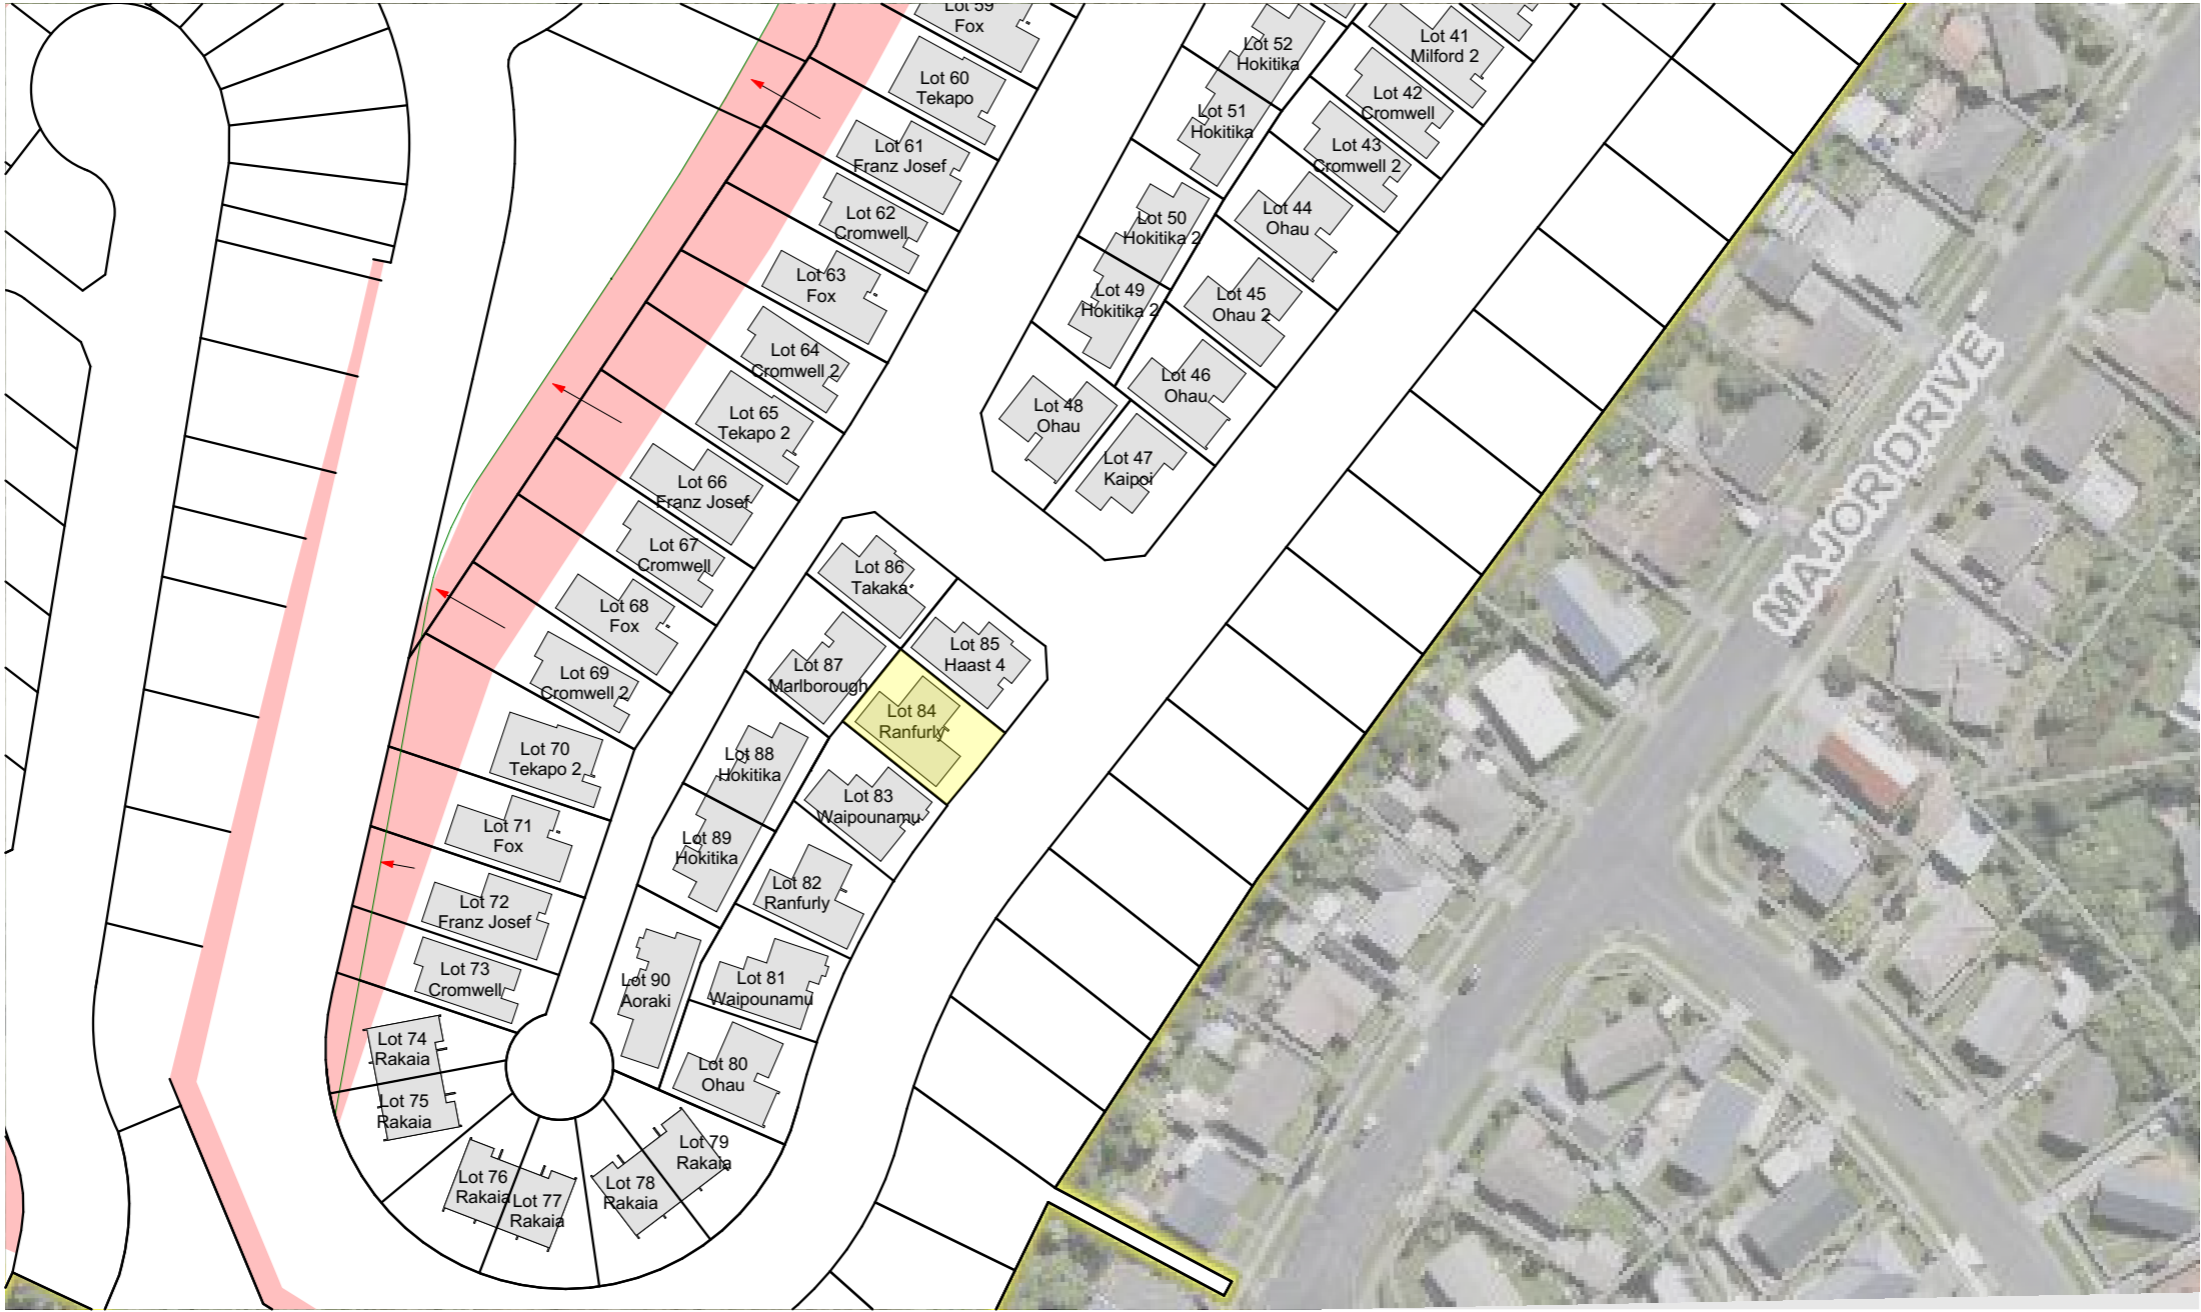 Lot 59
Fox
Lot 60
Tekapo
Lot 61
Franz Josef
Lot 62
Cromwell
Lot 63
Fox
Lot 64
Cromwell 2
Lot 65
Tekapo 2
Lot 66
Franz Josef
Lot 67
Cromwell
Lot 68
Fox
Lot 69
Cromwell 2
Lot 70
Tekapo 2
Lot 71
Fox
Lot 72
Franz Josef
Lot 73
Cromwell
Lot 74
Rakaia
Lot 75
Rakaia
Lot 76
Rakaia
Lot 77
Rakaia
Lot 78
Rakaia
Lot 79
Rakaia
Lot 80
Ohau
Lot 81
Waipounamu
Lot 82
Ranfurly
Lot 83
Waipounamu
Lot 84
Ranfurly
Lot 85
Haast 4
Lot 86
Takaka
Lot 87
Marlborough
Lot 88
Hokitika
Lot 89
Hokitika
Lot 90
Aoraki
Lot 52
Hokitika
Lot 51
Hokitika
Lot 50
Hokitika 2
Lot 49
Hokitika 2
Lot 48
Ohau
Lot 47
Kaipoi
Lot 46
Ohau
Lot 45
Ohau 2
Lot 44
Ohau
Lot 43
Cromwell 2
Lot 42
Cromwell
Lot 41
Milford 2
MAJOR DRIVE